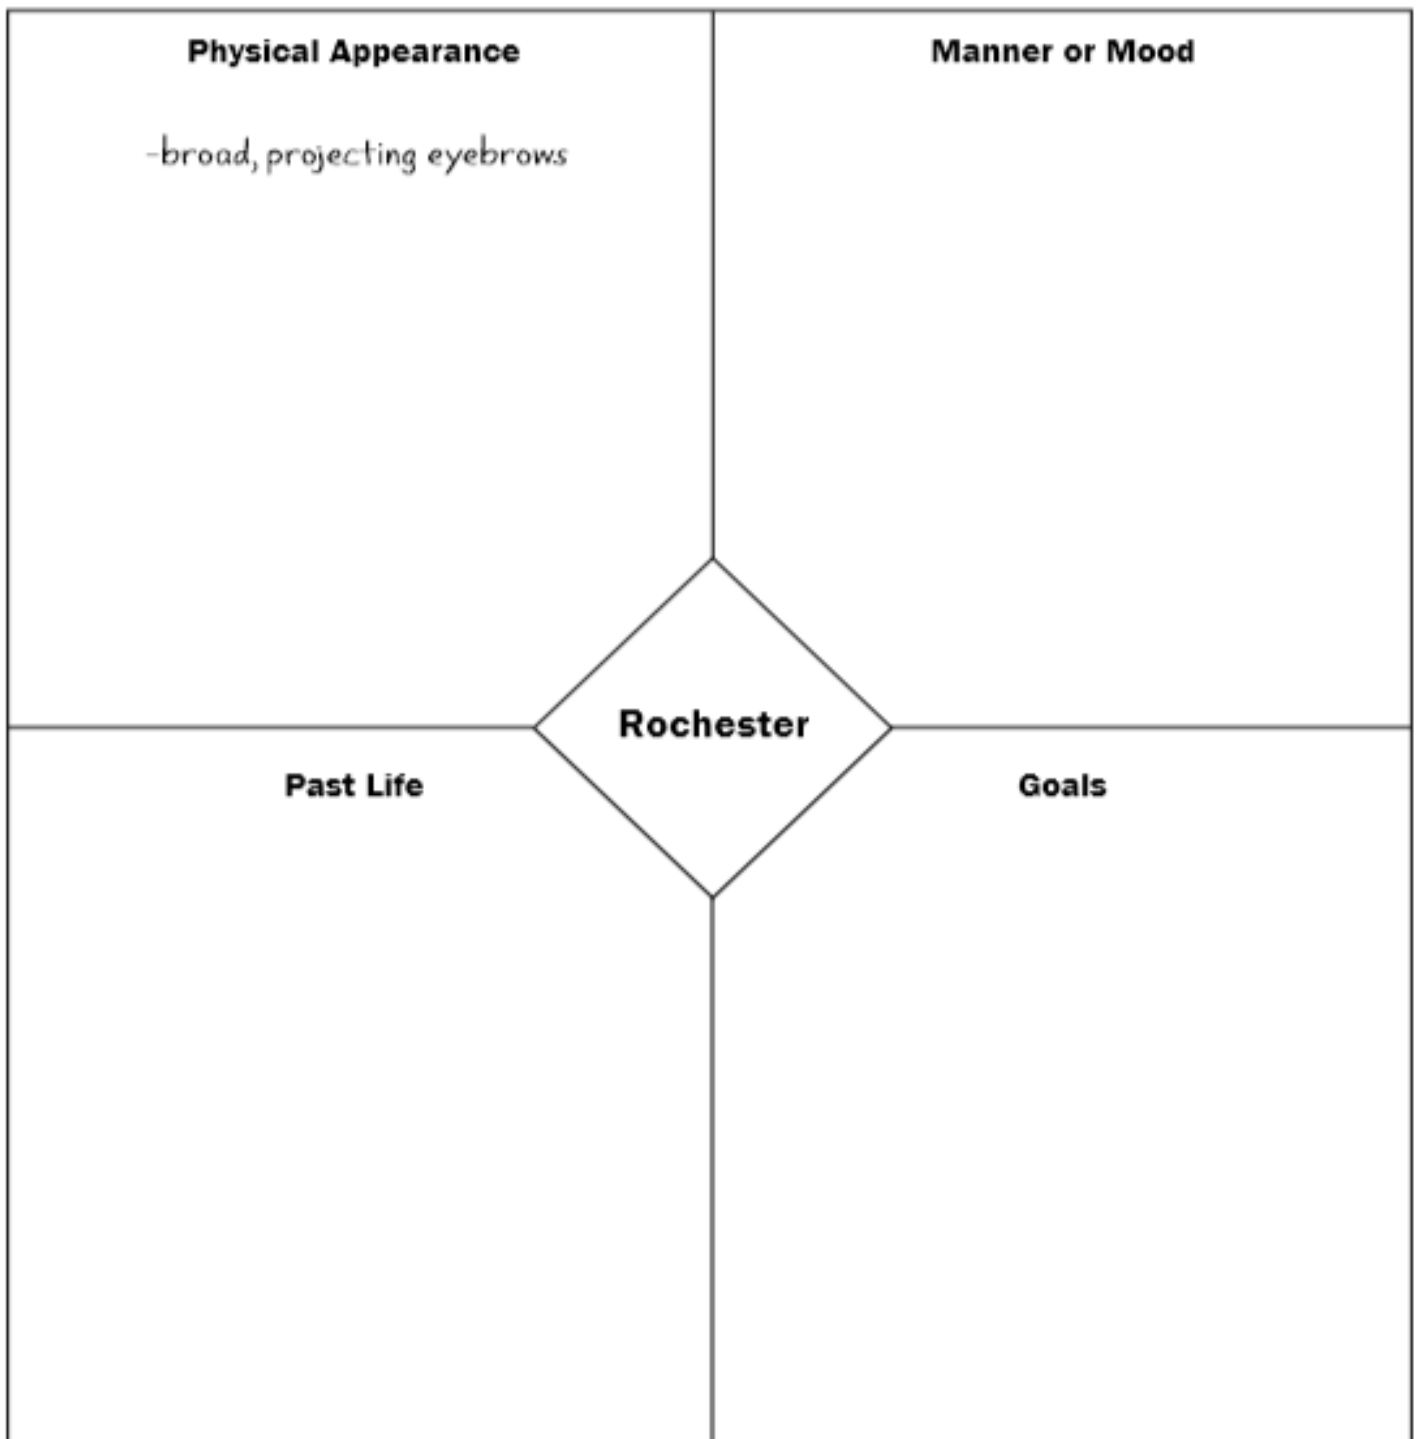 Physical Appearance
-broad, projecting eyebrows
Manner or Mood
Rochester
Past Life
Goals